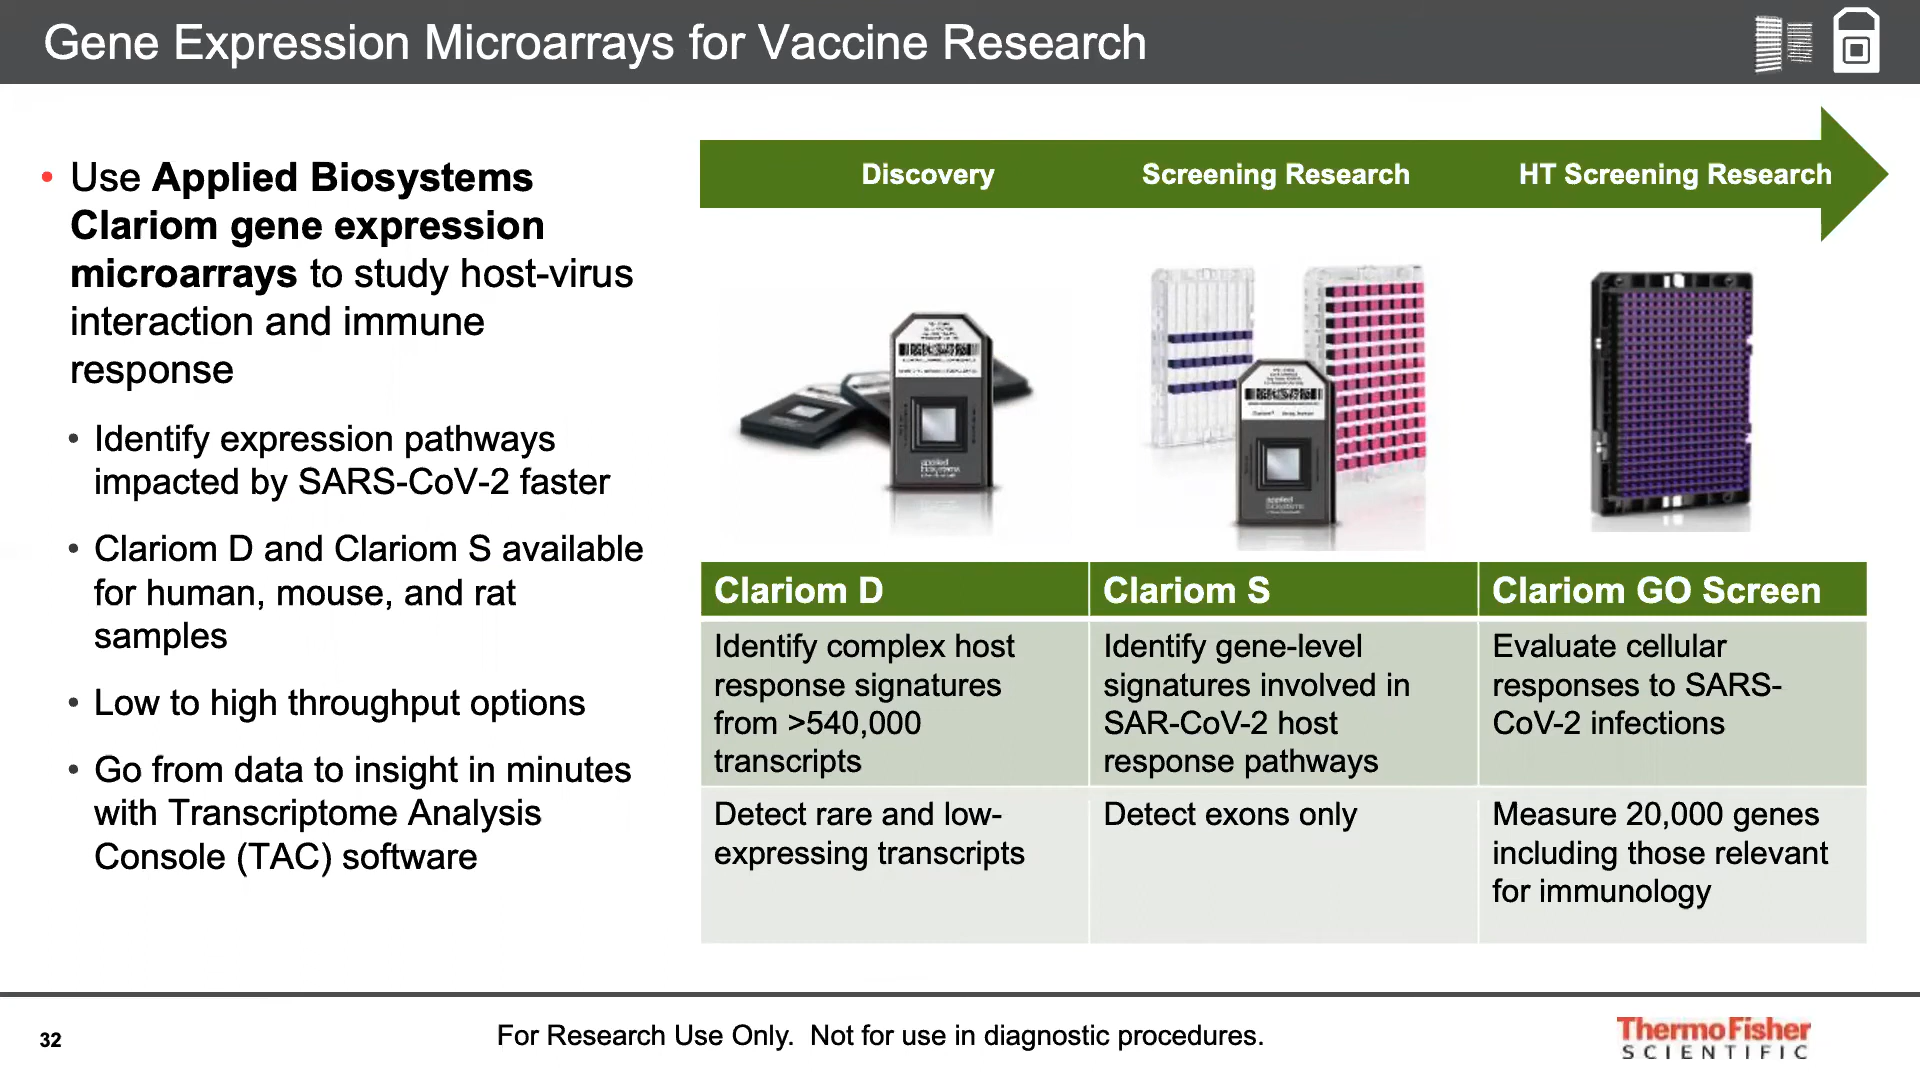 Gene Expression Microarrays for Vaccine Research
• Use Applied Biosystems
Clariom gene expression
microarrays to study host-virus
interaction and immune
response
• Identify expression pathways
impacted by SARS-CoV-2 faster
• Clariom D and Clariom S available
for human, mouse, and rat
samples
• Low to high throughput options
• Go from data to insight in minutes
with Transcriptome Analysis
Console (TAC) software
Discovery
Screening Research
HT Screening Research
applied
biosystems
applied
biosystems
Clariom D
Clariom S
Clariom GO Screen
Identify complex host
response signatures
from >540,000
transcripts
Identify gene-level
signatures involved in
SAR-CoV-2 host
response pathways
Evaluate cellular
responses to SARS-
CoV-2 infections
Detect rare and low-
expressing transcripts
Detect exons only
Measure 20,000 genes
including those relevant
for immunology
32
For Research Use Only. Not for use in diagnostic procedures.
ThermoFisher
SCIENTIFIC